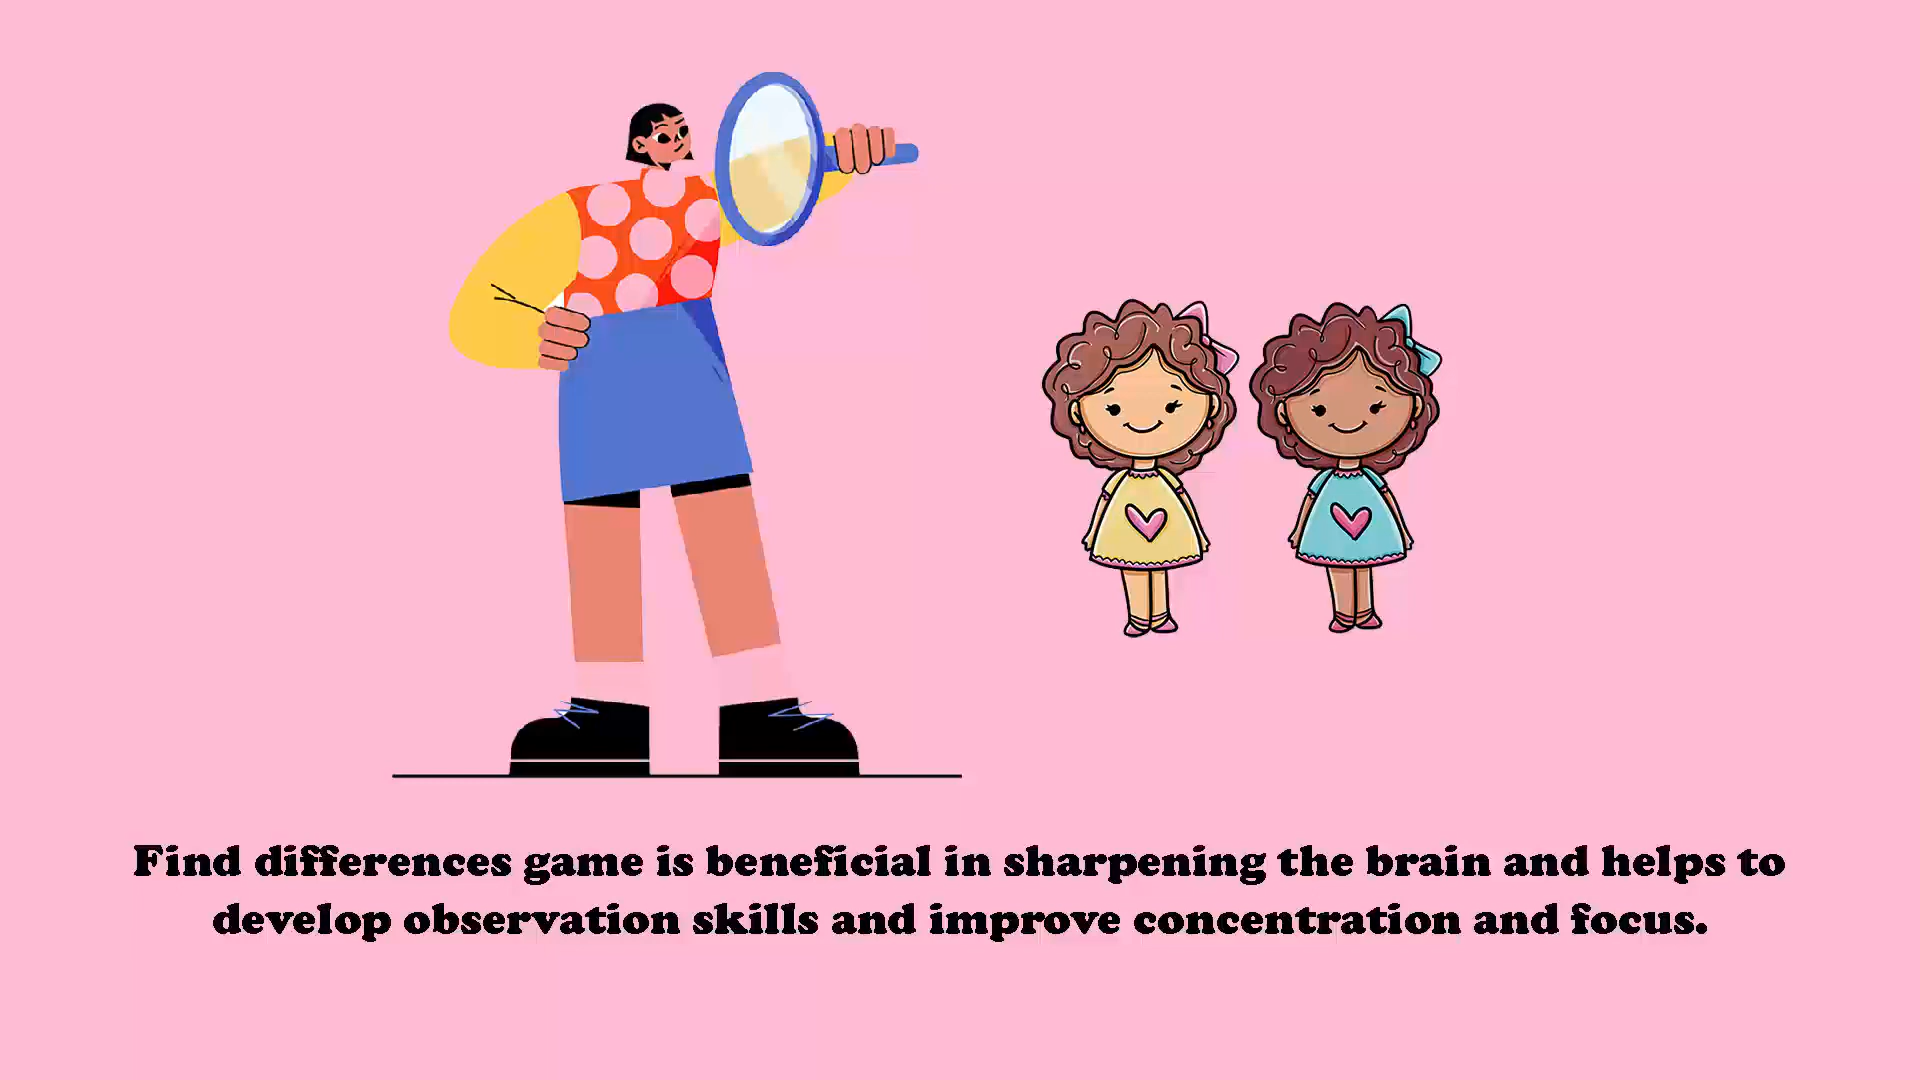 Find differences game is beneficial in sharpening the brain and helps to
develop observation skills and improve concentration and focus.